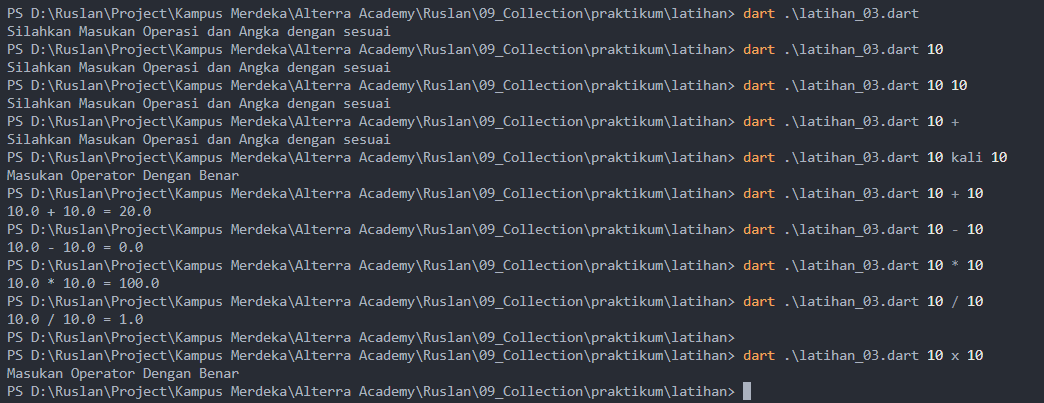 PS D:\Ruslan\Project\Kampus Merdeka\Alterra Academy\Ruslan\09_Collection\praktikum\latihan> dart .\latihan_03.dart
Silahkan Masukan Operasi dan Angka dengan sesuai
PS D:\Ruslan\Project\Kampus Merdeka\Alterra Academy\Ruslan\09_Collection\praktikum\latihan> dart .\latihan_03.dart 10
Silahkan Masukan Operasi dan Angka dengan sesuai
PS D:\Ruslan\Project\Kampus Merdeka\Alterra Academy\Ruslan\09_Collection\praktikum\latihan> dart .\latihan_03.dart 10 10
Silahkan Masukan Operasi dan Angka dengan sesuai
PS D:\Ruslan\Project\Kampus Merdeka\Alterra Academy\Ruslan\09_Collection\praktikum\latihan> dart .\latihan_03.dart 10 +
Silahkan Masukan Operasi dan Angka dengan sesuai
PS D:\Ruslan\Project\Kampus Merdeka\Alterra Academy\Ruslan\09_Collection\praktikum\latihan> dart .\latihan_03.dart 10 kali 10
Masukan Operator Dengan Benar
PS D:\Ruslan\Project\Kampus Merdeka\Alterra Academy\Ruslan\09_Collection\praktikum\latihan> dart .\latihan_03.dart 10 + 10
10.0 + 10.0 = 20.0
PS D:\Ruslan\Project\Kampus Merdeka\Alterra Academy\Ruslan\09_Collection\praktikum\latihan> dart .\latihan_03.dart 10 - 10
10.0 - 10.0 = 0.0
PS D:\Ruslan\Project\Kampus Merdeka\Alterra Academy\Ruslan\09_Collection\praktikum\latihan> dart .\latihan_03.dart 10 * 10
10.0 * 10.0 = 100.0
PS D:\Ruslan\Project\Kampus Merdeka\Alterra Academy\Ruslan\09_Collection\praktikum\latihan> dart .\latihan_03.dart 10 / 10
10.0 / 10.0 = 1.0
PS D:\Ruslan\Project\Kampus Merdeka\Alterra Academy\Ruslan\09_Collection\praktikum\latihan>
PS D:\Ruslan\Project\Kampus Merdeka\Alterra Academy\Ruslan\09_Collection\praktikum\latihan> dart .\latihan_03.dart 10 x 10
Masukan Operator Dengan Benar
PS D:\Ruslan\Project\Kampus Merdeka\Alterra Academy\Ruslan\09_Collection\praktikum\latihan>